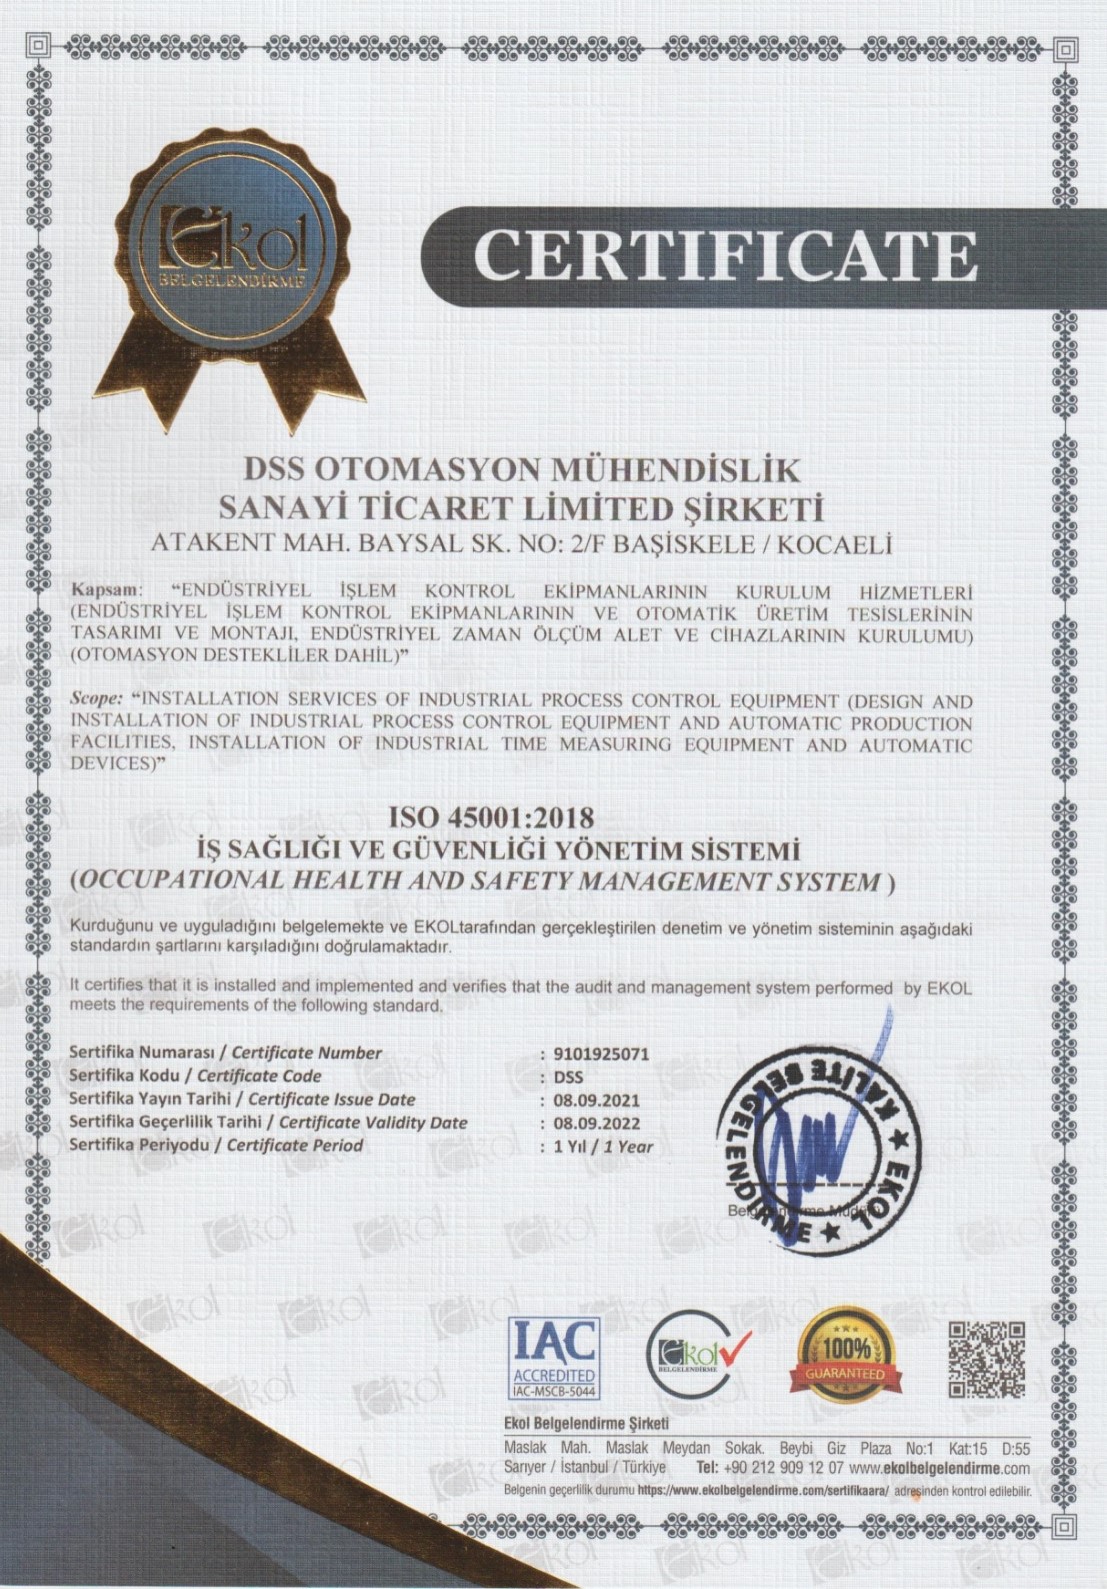 Ekol
BELGELENDİRME
CERTIFICATE
DSS OTOMASYON MÜHENDİSLİK
SANAYİ TİCARET LİMİTED ŞİRKETİ
ATAKENT MAH. BAYSAL SK. NO: 2/F BAŞİSKELE / KOCAELİ
Kapsam: “ENDÜSTRİYEL İŞLEM KONTROL EKİPMANLARININ KURULUM HİZMETLERİ
(ENDÜSTRİYEL İŞLEM KONTROL EKİPMANLARININ VE OTOMATİK ÜRETİM TESİSLERİNİN
TASARIMI VE MONTAJI, ENDÜSTRİYEL ZAMAN ÖLÇÜM ALET VE CİHAZLARININ KURULUMU)
(OTOMASYON DESTEKLİLER DAHİL)”
Scope: “INSTALLATION SERVICES OF INDUSTRIAL PROCESS CONTROL EQUIPMENT (DESIGN AND
INSTALLATION OF INDUSTRIAL PROCESS CONTROL EQUIPMENT AND AUTOMATIC PRODUCTION
FACILITIES, INSTALLATION OF INDUSTRIAL TIME MEASURING EQUIPMENT AND AUTOMATIC
DEVICES)”
ISO 45001:2018
İŞ SAĞLIĞI VE GÜVENLİĞİ YÖNETİM SİSTEMİ
(OCCUPATIONAL HEALTH AND SAFETY MANAGEMENT SYSTEM )
Kurduğunu ve uyguladığını belgelemekte ve EKOLtarafından gerçekleştirilen denetim ve yönetim sisteminin aşağıdaki
standardın şartlarını karşıladığını doğrulamaktadır.
It certifies that it is installed and implemented and verifies that the audit and management system performed by EKOL
meets the requirements of the following standard.
Sertifika Numarası / Certificate Number : 9101925071
Sertifika Kodu / Certificate Code : DSS
Sertifika Yayın Tarihi / Certificate Issue Date : 08.09.2021
Sertifika Geçerlilik Tarihi / Certificate Validity Date : 08.09.2022
Sertifika Periyodu / Certificate Period : 1 Yıl / 1 Year
★ EKOL ★ KALİTE BELGELENDİRME
Belgelendirme Müdürü
IAC
ACCREDITED
IAC-MSCB-5044
Ekol
BELGELENDİRME
100%
GUARANTEED
Ekol Belgelendirme Şirketi
Maslak Mah. Maslak Meydan Sokak. Beybi Giz Plaza No:1 Kat:15 D:55
Sarıyer / İstanbul / Türkiye Tel: +90 212 909 12 07 www.ekolbelgelendirme.com
Belgenin geçerlilik durumu https://www.ekolbelgelendirme.com/sertifikaara/ adresinden kontrol edilebilir.